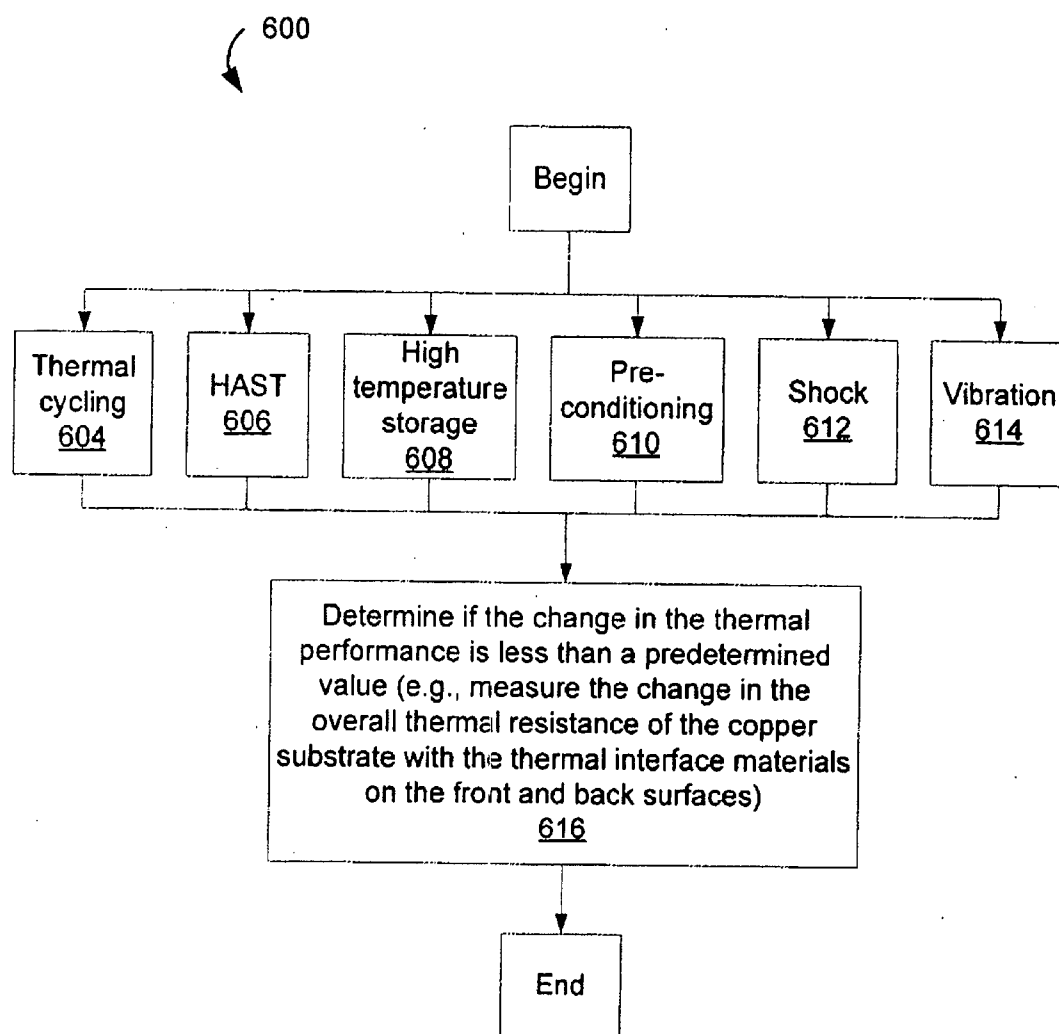 600
Begin
Thermal
cycling
604
HAST
606
High
temperature
storage
608
Pre-
conditioning
610
Shock
612
Vibration
614
Determine if the change in the thermal
performance is less than a predetermined
value (e.g., measure the change in the
overall thermal resistance of the copper
substrate with the thermal interface materials
on the front and back surfaces)
616
End